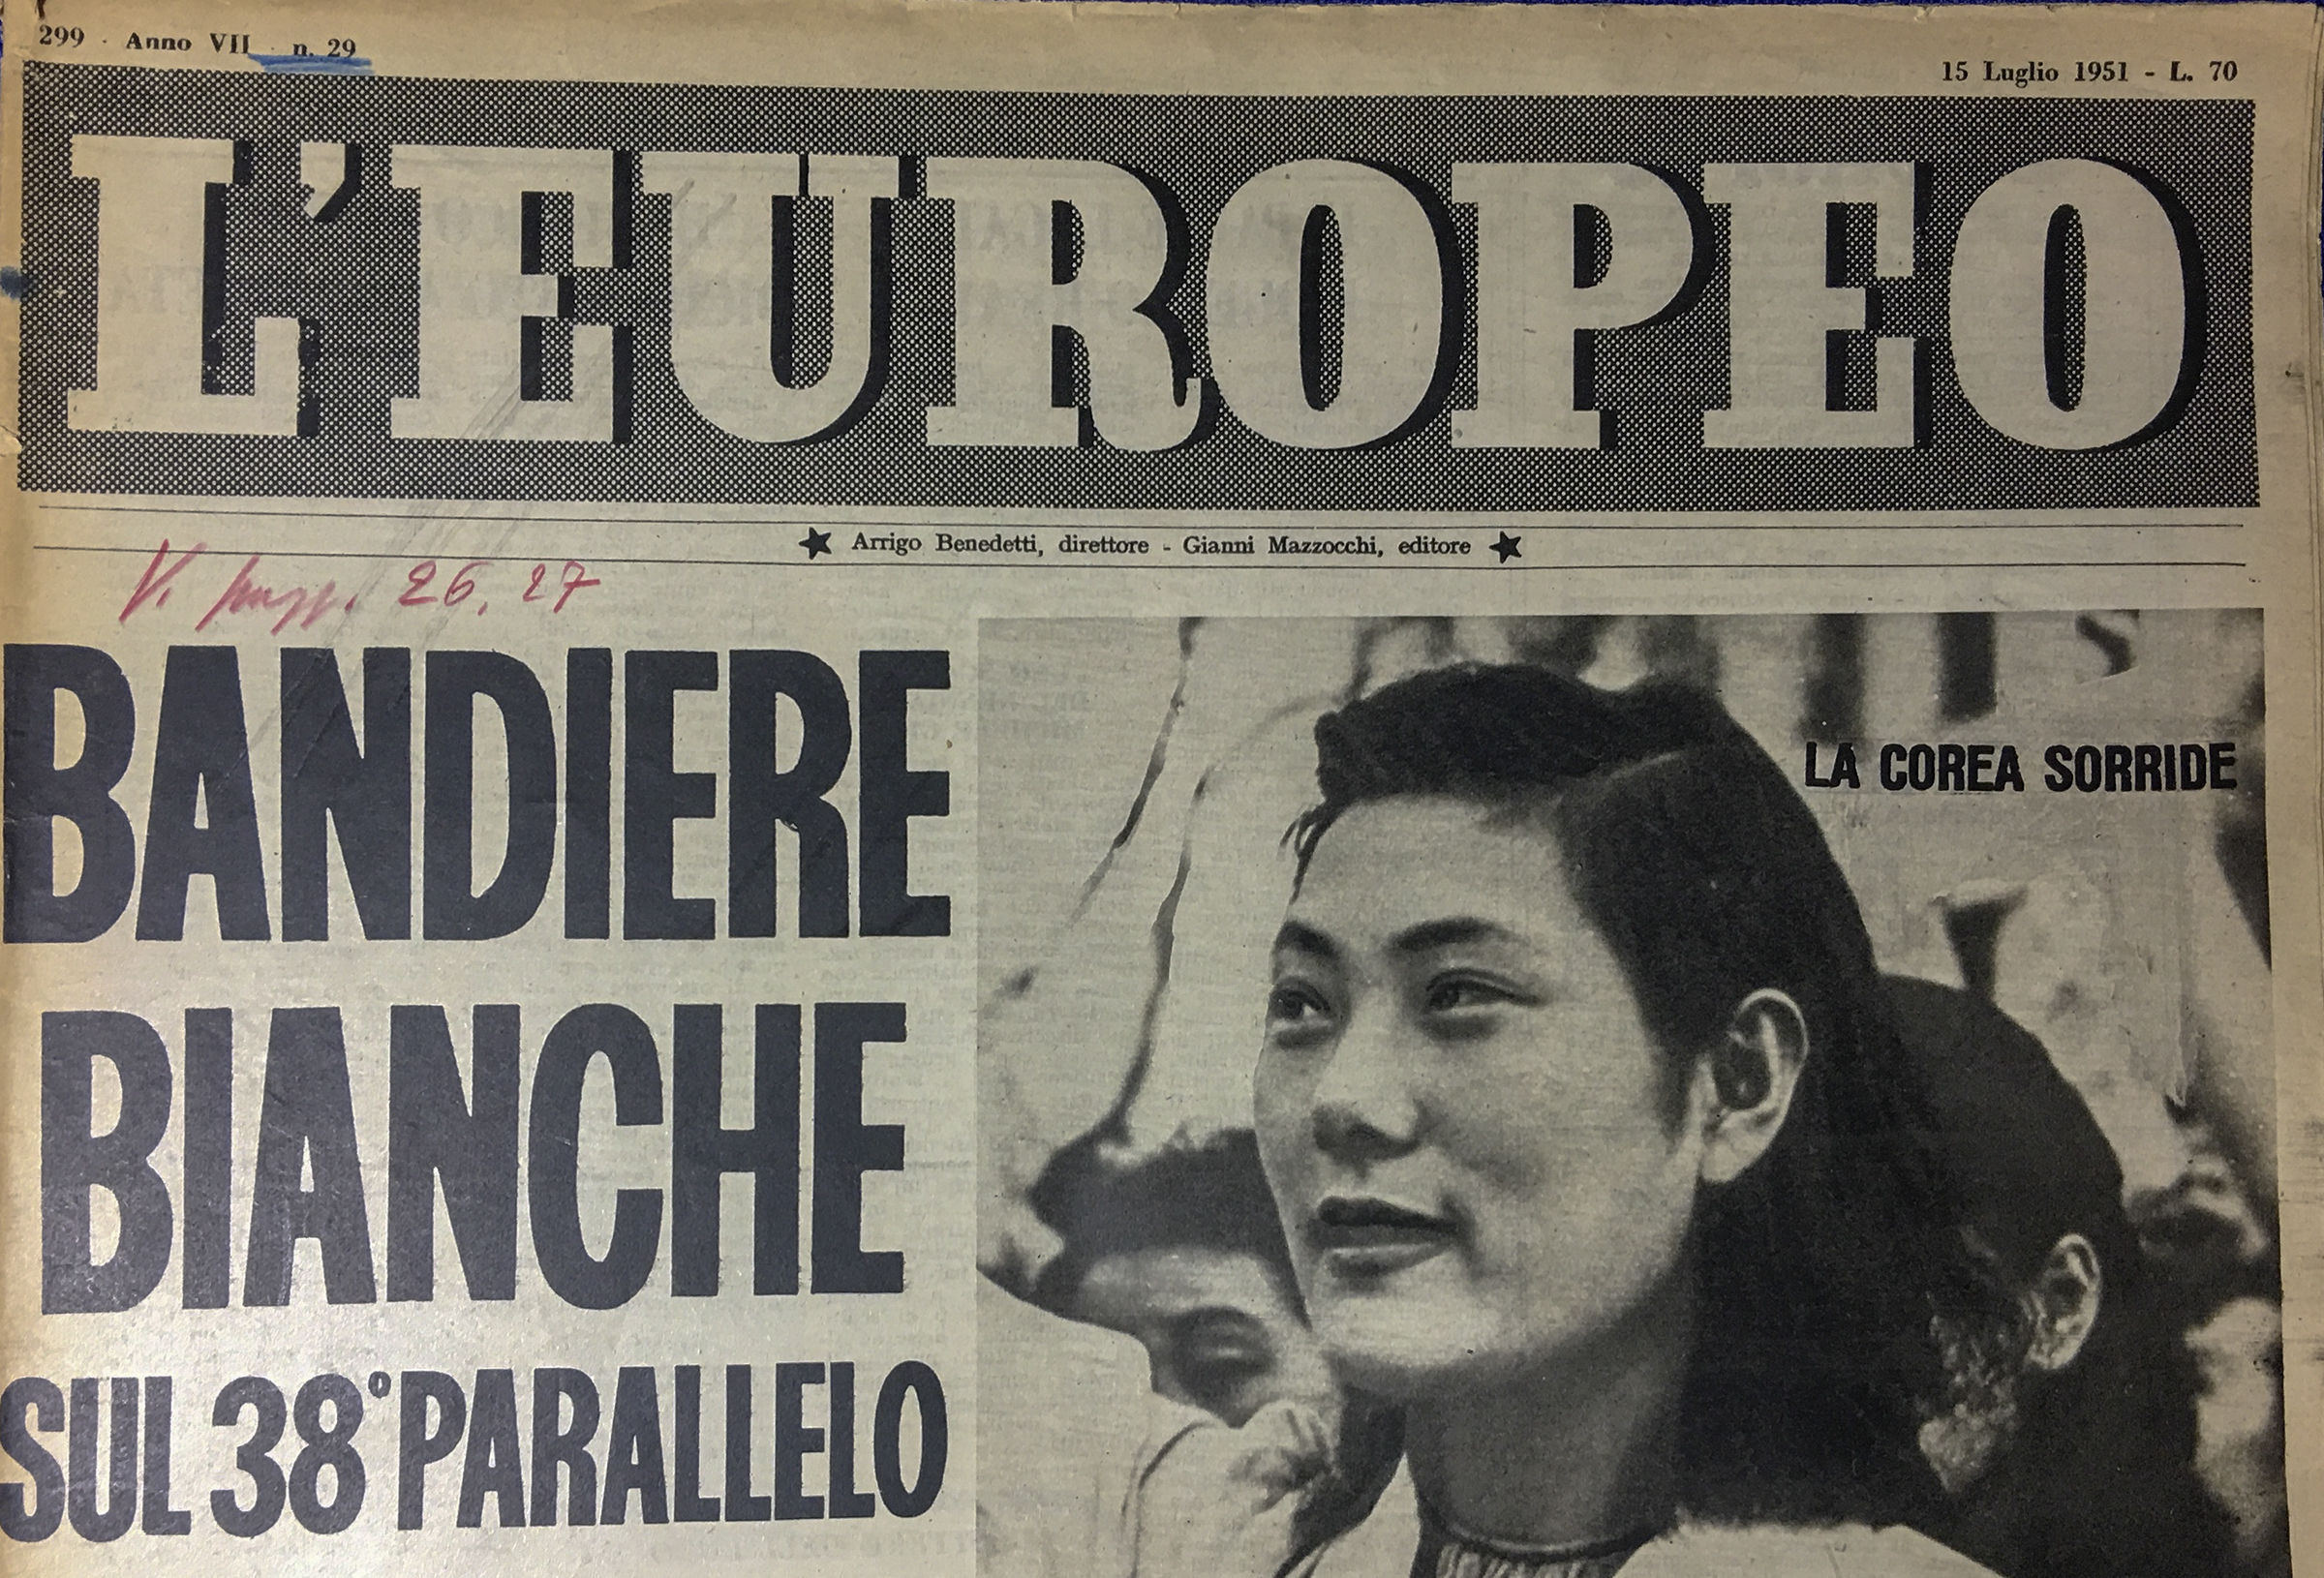 299 · Anno VII · n. 29
15 Luglio 1951 - L. 70
L'EUROPEO
★ Arrigo Benedetti, direttore - Gianni Mazzocchi, editore ★
V. pagg. 26, 27
BANDIERE
BIANCHE
SUL 38° PARALLELO
LA COREA SORRIDE